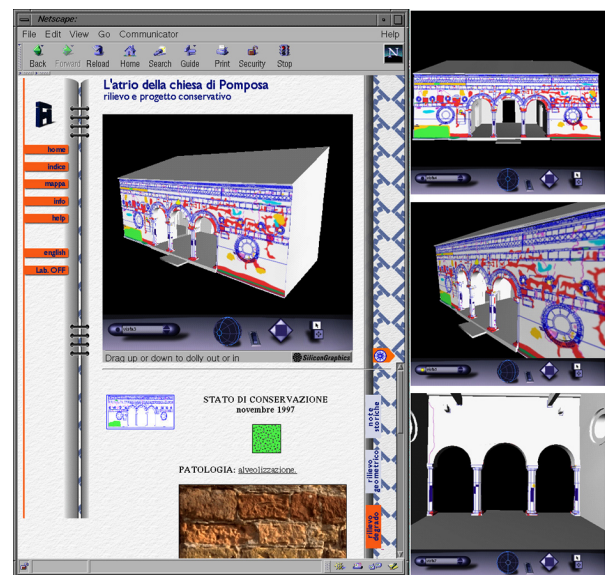 Netscape:
File Edit View Go Communicator Help
Back Forward Reload Home Search Guide Print Security Stop
N
L'atrio della chiesa di Pomposa
rilievo e progetto conservativo
home
indice
mappa
info
help
english
Lab. OFF
Drag up or down to dolly out or in
SiliconGraphics
STATO DI CONSERVAZIONE
novembre 1997
PATOLOGIA: alveolizzazione.
note
storiche
rilievo
geometrico
rilievo
degrado